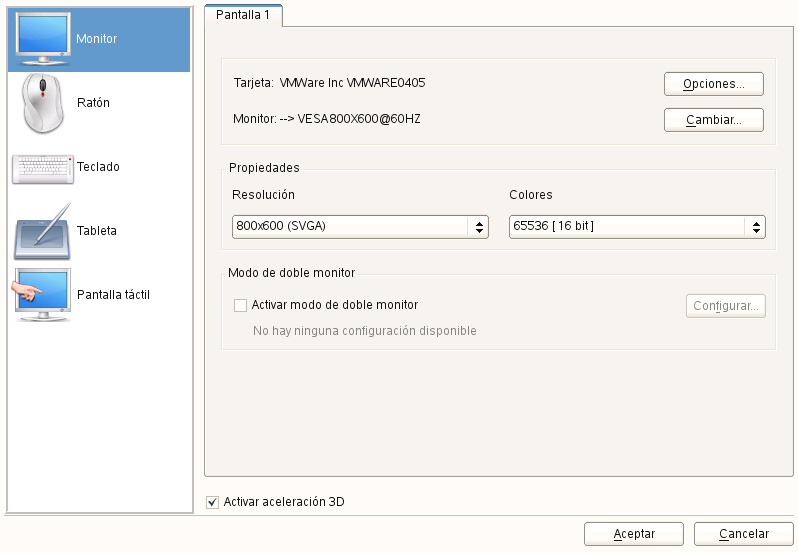 Monitor
Ratón
Teclado
Tableta
Pantalla táctil
Pantalla 1
Tarjeta: VMWare Inc VMWARE0405
Opciones...
Monitor: --> VESA800X600@60HZ
Cambiar...
Propiedades
Resolución
Colores
800x600 (SVGA)
65536 [ 16 bit ]
Modo de doble monitor
Activar modo de doble monitor
Configurar...
No hay ninguna configuración disponible
Activar aceleración 3D
Aceptar
Cancelar